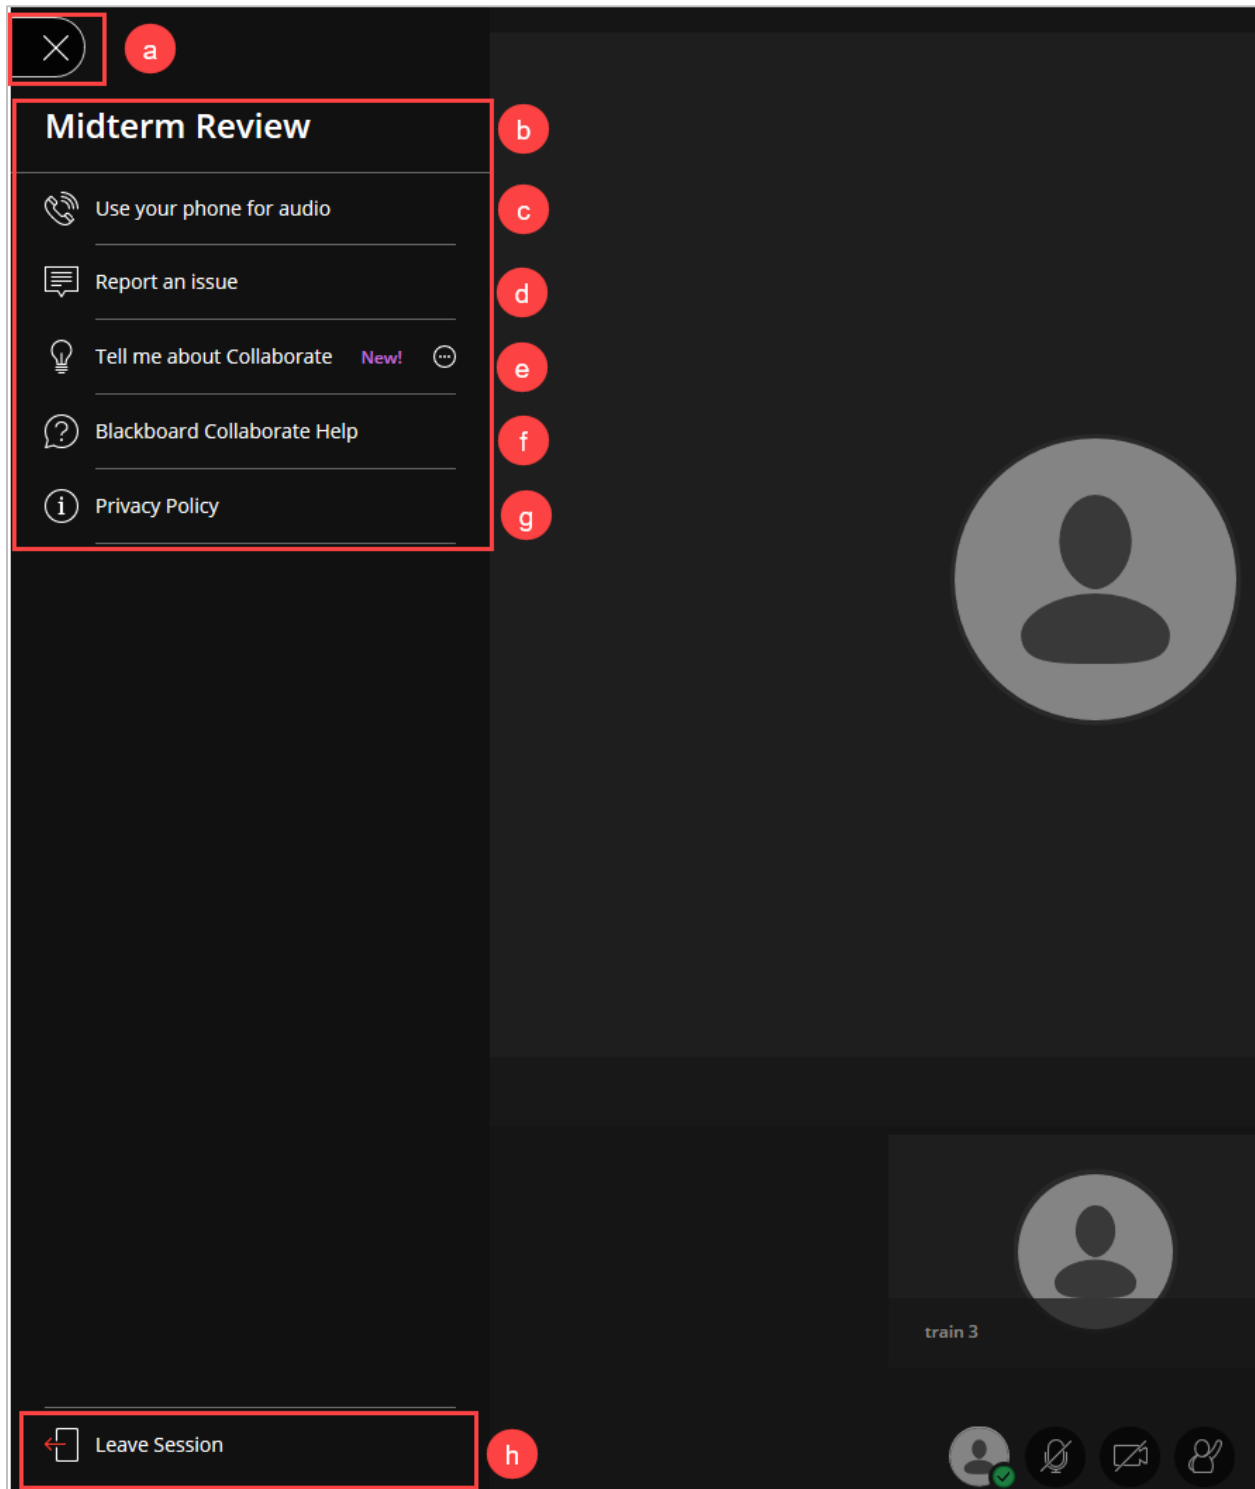 a
Midterm Review
b
Use your phone for audio
c
Report an issue
d
Tell me about Collaborate New!
e
Blackboard Collaborate Help
f
Privacy Policy
g
train 3
Leave Session
h